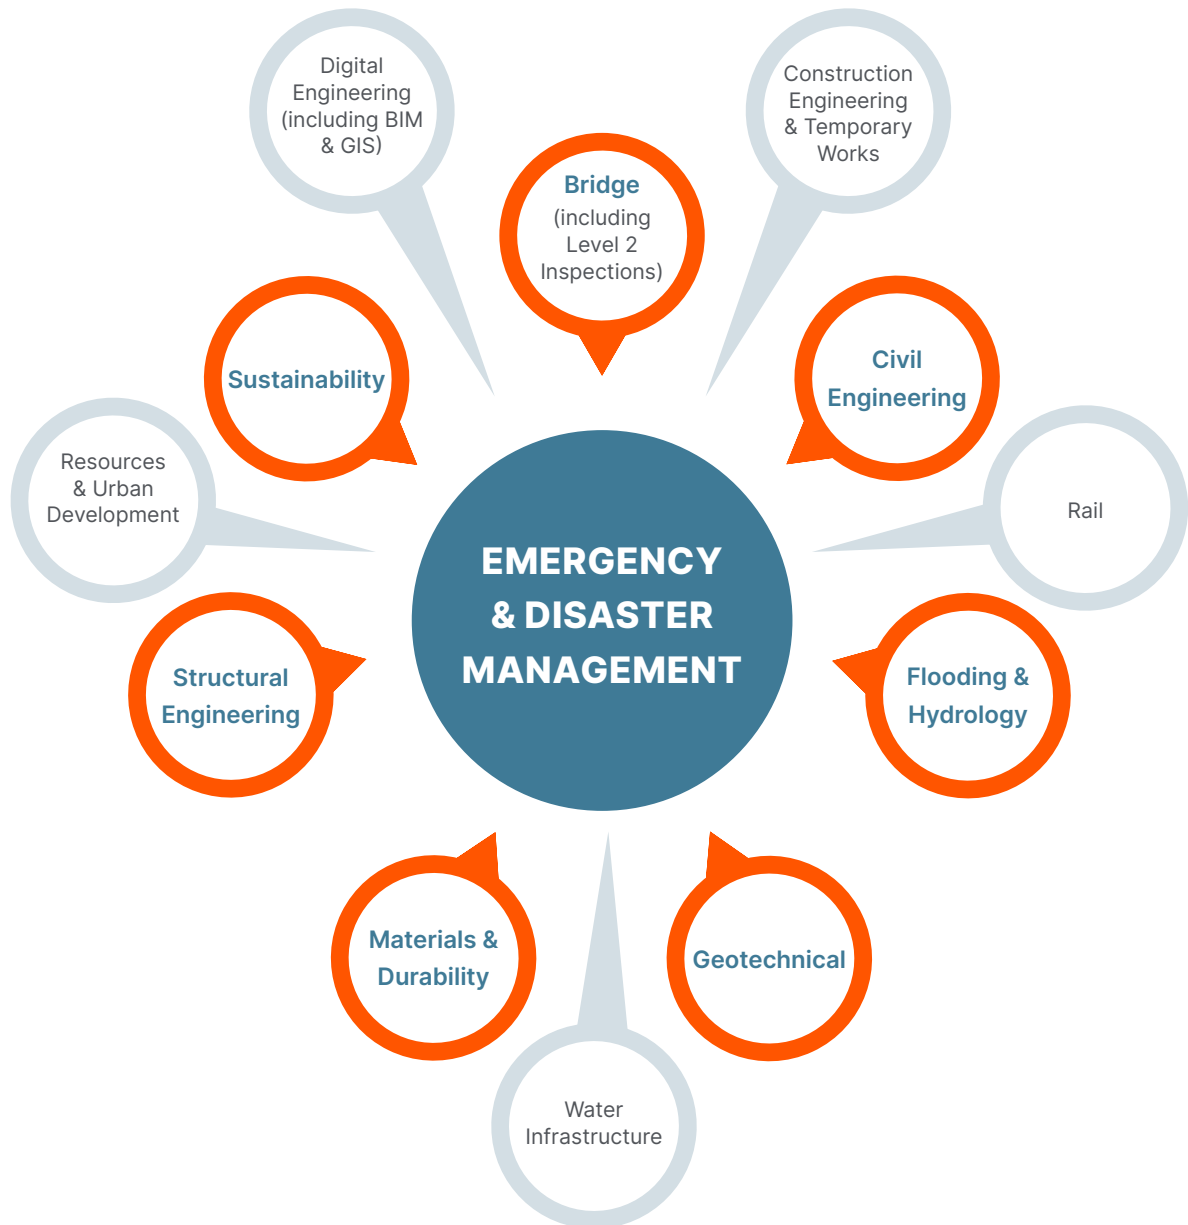 Digital
Engineering
(including BIM
& GIS)
Construction
Engineering
& Temporary
Works
Bridge
(including
Level 2
Inspections)
Sustainability
Civil
Engineering
Resources
& Urban
Development
Rail
EMERGENCY
& DISASTER
MANAGEMENT
Structural
Engineering
Flooding &
Hydrology
Materials &
Durability
Geotechnical
Water
Infrastructure